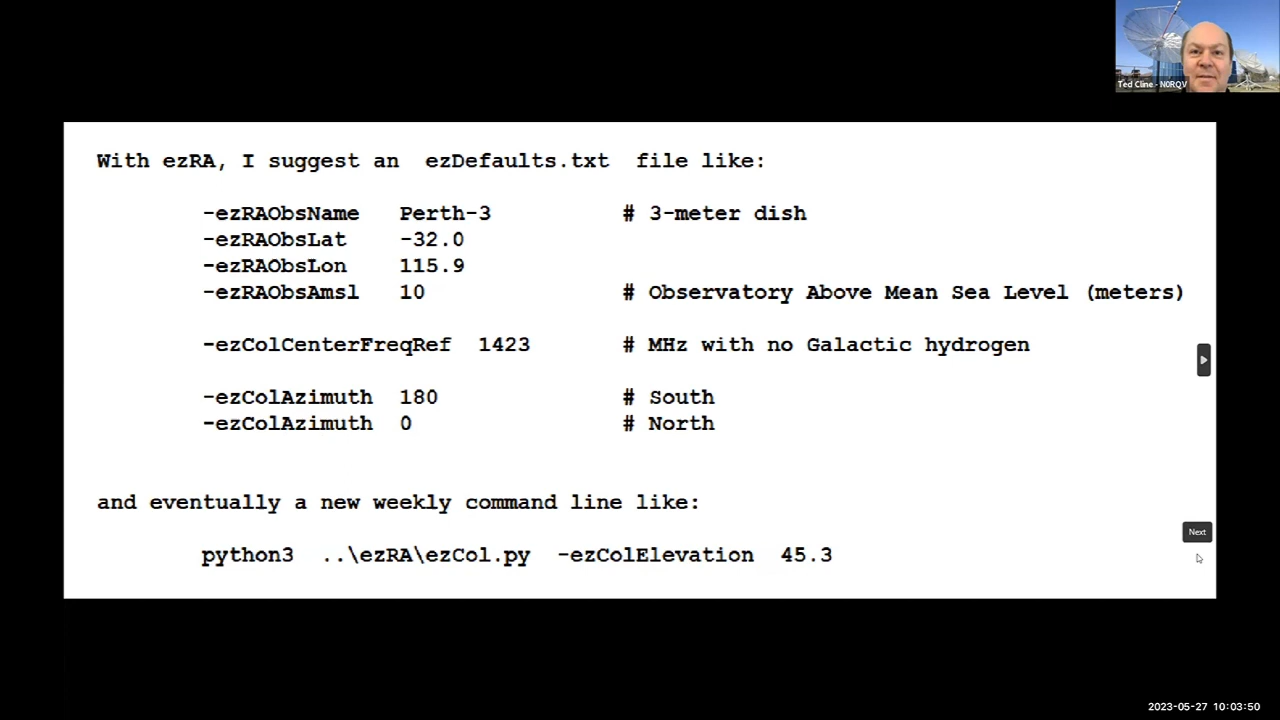 Ted Cline - N0RQV
With ezRA, I suggest an ezDefaults.txt file like:
-ezRAObsName Perth-3 # 3-meter dish
-ezRAObsLat -32.0
-ezRAObsLon 115.9
-ezRAObsAmsl 10 # Observatory Above Mean Sea Level (meters)
-ezColCenterFreqRef 1423 # MHz with no Galactic hydrogen
-ezColAzimuth 180 # South
-ezColAzimuth 0 # North
and eventually a new weekly command line like:
Next
python3 ..\ezRA\ezCol.py -ezColElevation 45.3
2023-05-27 10:03:50